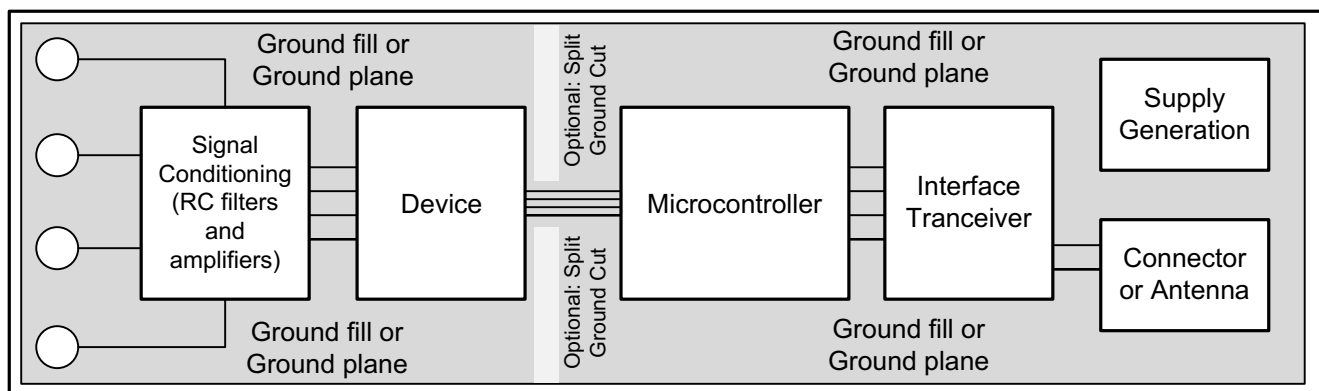 Ground fill or
Ground plane
Optional: Split
Ground Cut
Ground fill or
Ground plane
Supply
Generation
Signal
Conditioning
(RC filters
and
amplifiers)
Device
Microcontroller
Interface
Tranceiver
Connector
or Antenna
Ground fill or
Ground plane
Optional: Split
Ground Cut
Ground fill or
Ground plane